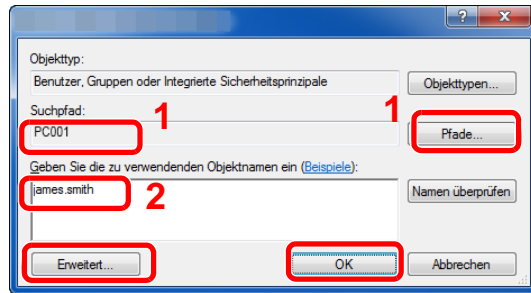 Objekttyp:
Benutzer, Gruppen oder Integrierte Sicherheitsprinzipale
Objekttypen...
Suchpfad:
1
1
PC001
Pfade...
Geben Sie die zu verwendenden Objektnamen ein (Beispiele):
james.smith
2
Namen überprüfen
Erweitert...
OK
Abbrechen